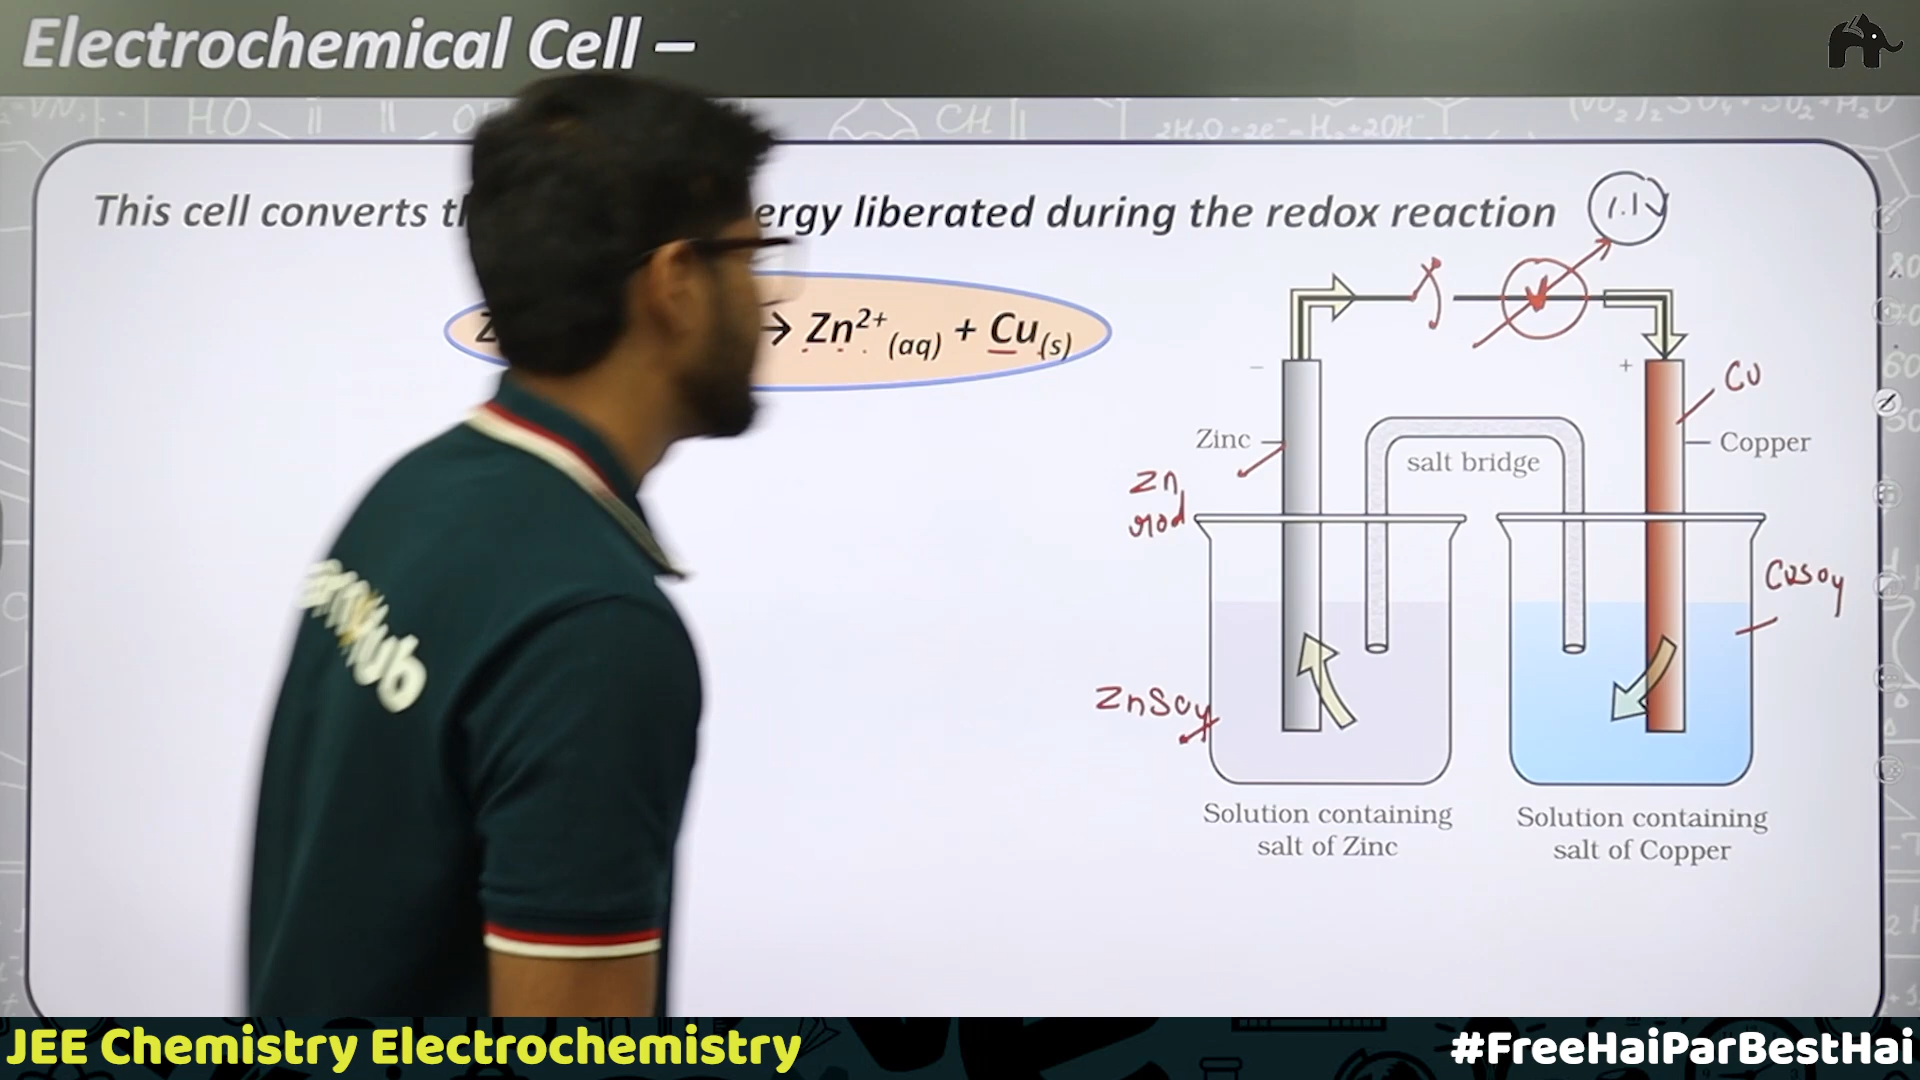 Electrochemical Cell –
This cell converts ergy liberated during the redox reaction
1.1V
→ Zn²⁺(aq) + Cu(s)
V
–
+
Cu
Zinc
Copper
salt bridge
Zn
rod
CuSO4
ZnSO4
Solution containing
salt of Zinc
Solution containing
salt of Copper
JEE Chemistry Electrochemistry
#FreeHaiParBestHai